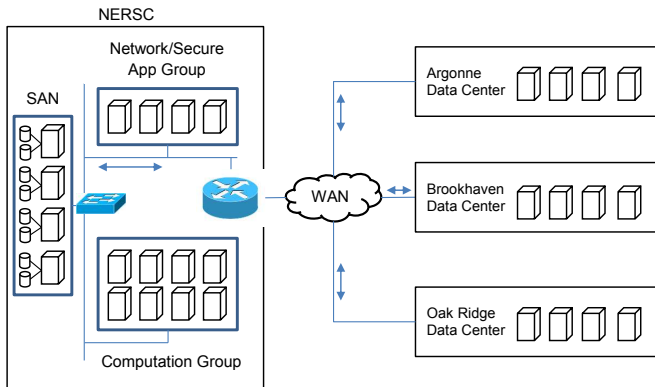 NERSC
Network/Secure
App Group
SAN
Computation Group
WAN
Argonne
Data Center
Brookhaven
Data Center
Oak Ridge
Data Center